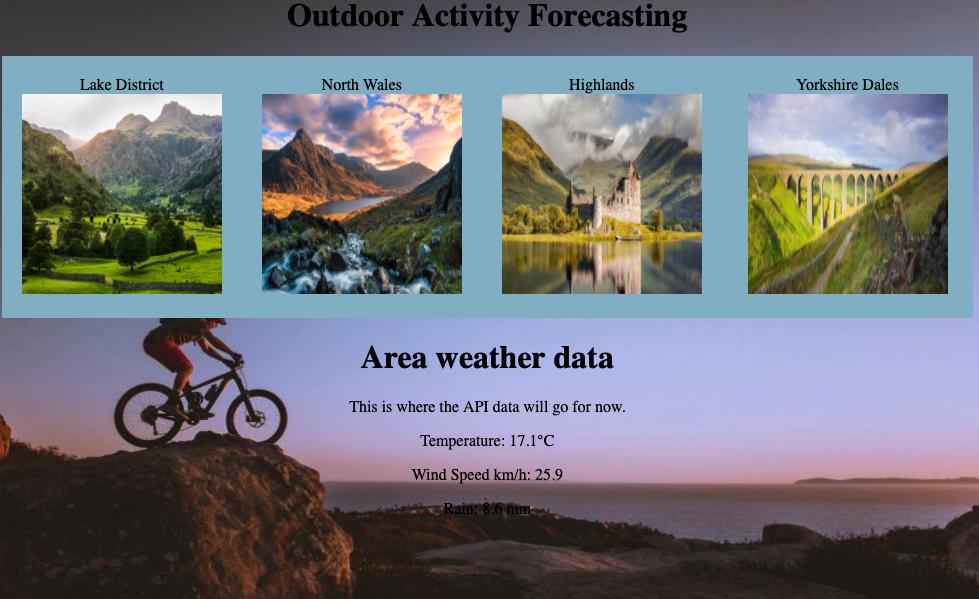 Outdoor Activity Forecasting
Lake District
North Wales
Highlands
Yorkshire Dales
Area weather data
This is where the API data will go for now.
Temperature: 17.1°C
Wind Speed km/h: 25.9
Rain: 8.6 mm